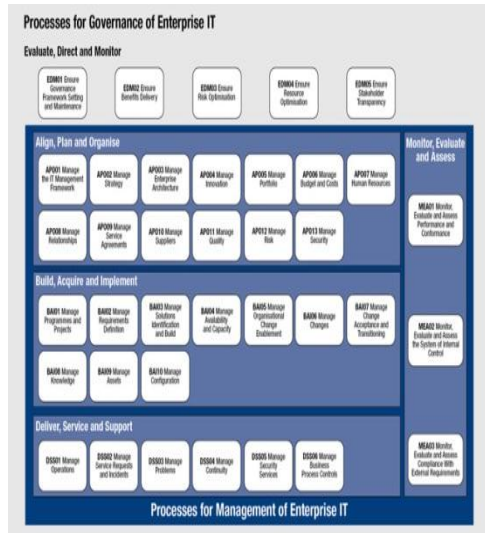 Processes for Governance of Enterprise IT
Evaluate, Direct and Monitor
EDM01 Ensure
Governance
Framework Setting
and Maintenance
EDM02 Ensure
Benefits Delivery
EDM03 Ensure
Risk Optimisation
EDM04 Ensure
Resource
Optimisation
EDM05 Ensure
Stakeholder
Transparency
Align, Plan and Organise
APO01 Manage
the IT Management
Framework
APO02 Manage
Strategy
APO03 Manage
Enterprise
Architecture
APO04 Manage
Innovation
APO05 Manage
Portfolio
APO06 Manage
Budget and Costs
APO07 Manage
Human Resources
APO08 Manage
Relationships
APO09 Manage
Service
Agreements
APO10 Manage
Suppliers
APO11 Manage
Quality
APO12 Manage
Risk
APO13 Manage
Security
Build, Acquire and Implement
BAI01 Manage
Programmes and
Projects
BAI02 Manage
Requirements
Definition
BAI03 Manage
Solutions
Identification
and Build
BAI04 Manage
Availability
and Capacity
BAI05 Manage
Organisational
Change
Enablement
BAI06 Manage
Changes
BAI07 Manage
Change
Acceptance and
Transitioning
BAI08 Manage
Knowledge
BAI09 Manage
Assets
BAI10 Manage
Configuration
Deliver, Service and Support
DSS01 Manage
Operations
DSS02 Manage
Service Requests
and Incidents
DSS03 Manage
Problems
DSS04 Manage
Continuity
DSS05 Manage
Security
Services
DSS06 Manage
Business
Process Controls
Monitor, Evaluate
and Assess
MEA01 Monitor,
Evaluate and Assess
Performance and
Conformance
MEA02 Monitor,
Evaluate and Assess
the System of Internal
Control
MEA03 Monitor,
Evaluate and Assess
Compliance With
External Requirements
Processes for Management of Enterprise IT